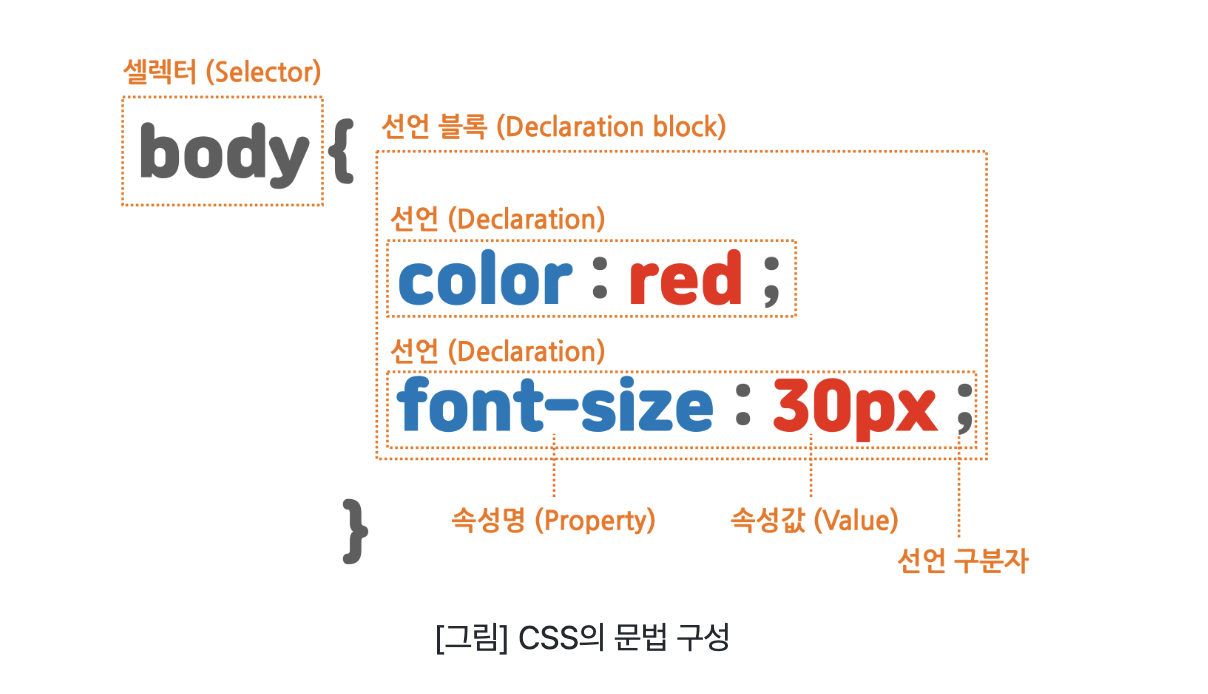 셀렉터 (Selector)
body {
선언 블록 (Declaration block)
선언 (Declaration)
color : red ;
선언 (Declaration)
font-size : 30px ;
}
속성명 (Property)
속성값 (Value)
선언 구분자
[그림] CSS의 문법 구성